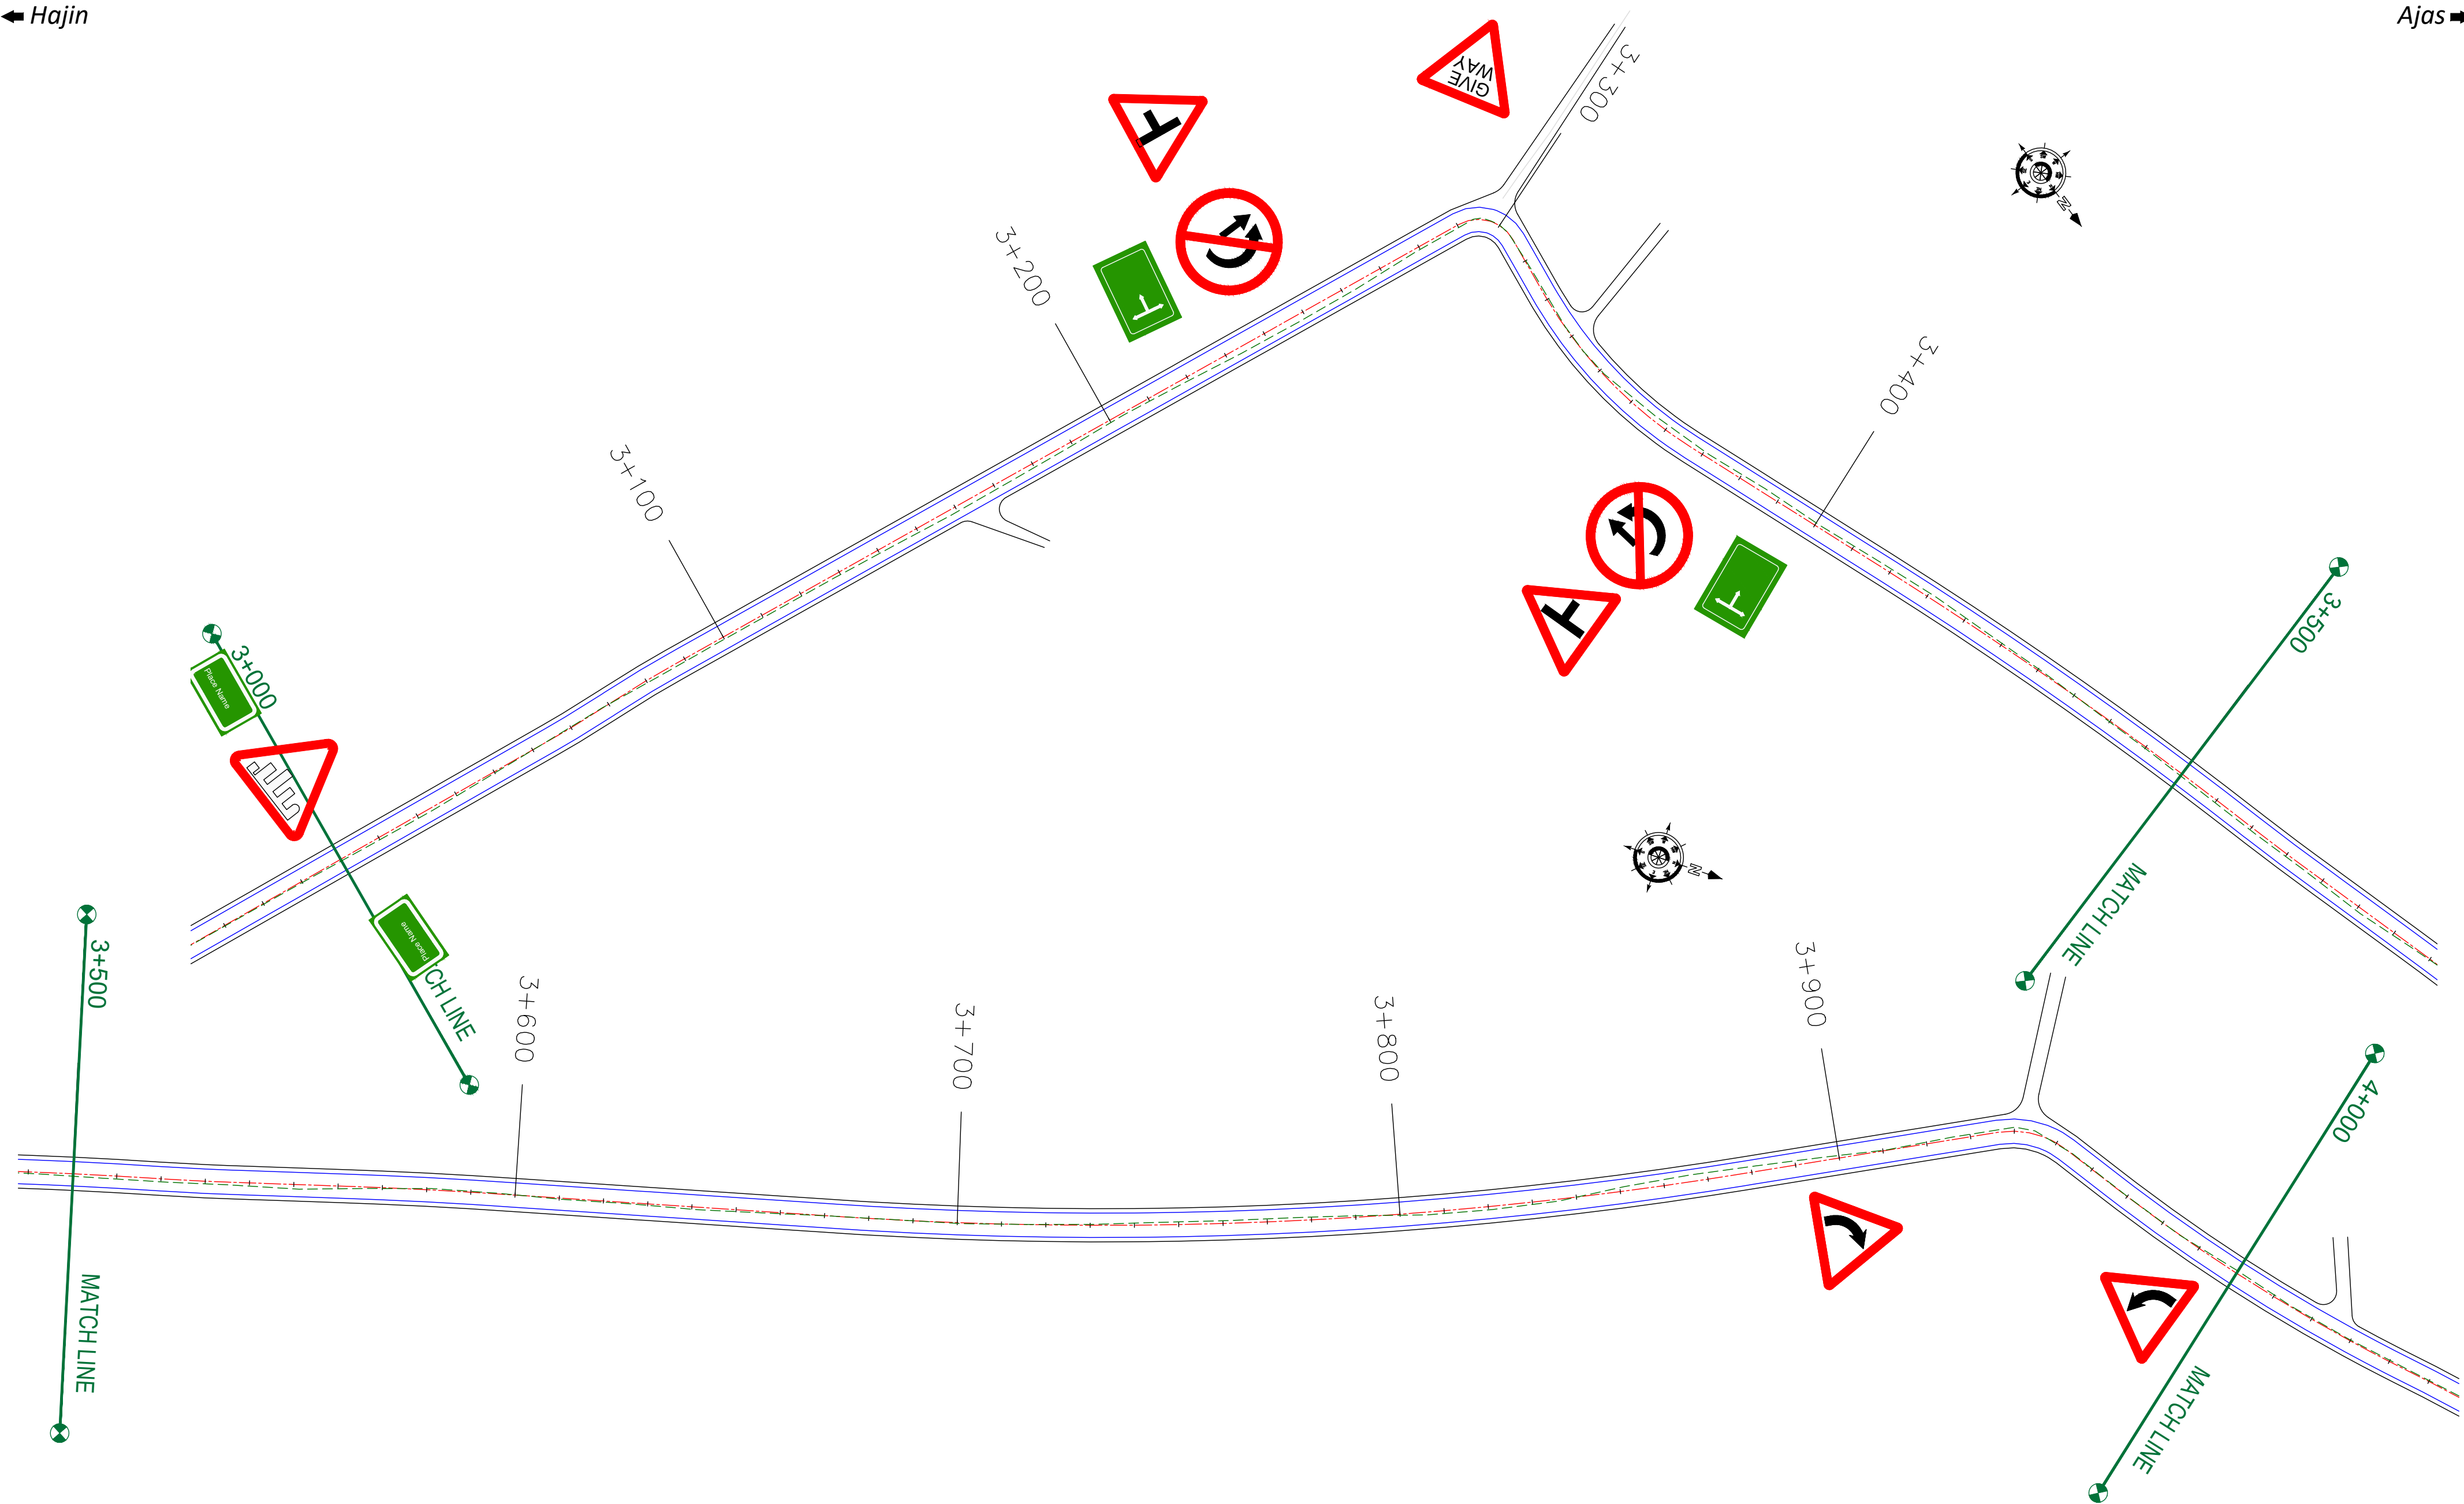 Hajin
Ajas
GIVE
WAY
3+300
N
3+200
3+400
3+100
3+500
3+000
Place Name
MATCH LINE
N
Place Name
CH LINE
3+500
3+600
3+700
3+800
3+900
4+000
MATCH LINE
MATCH LINE